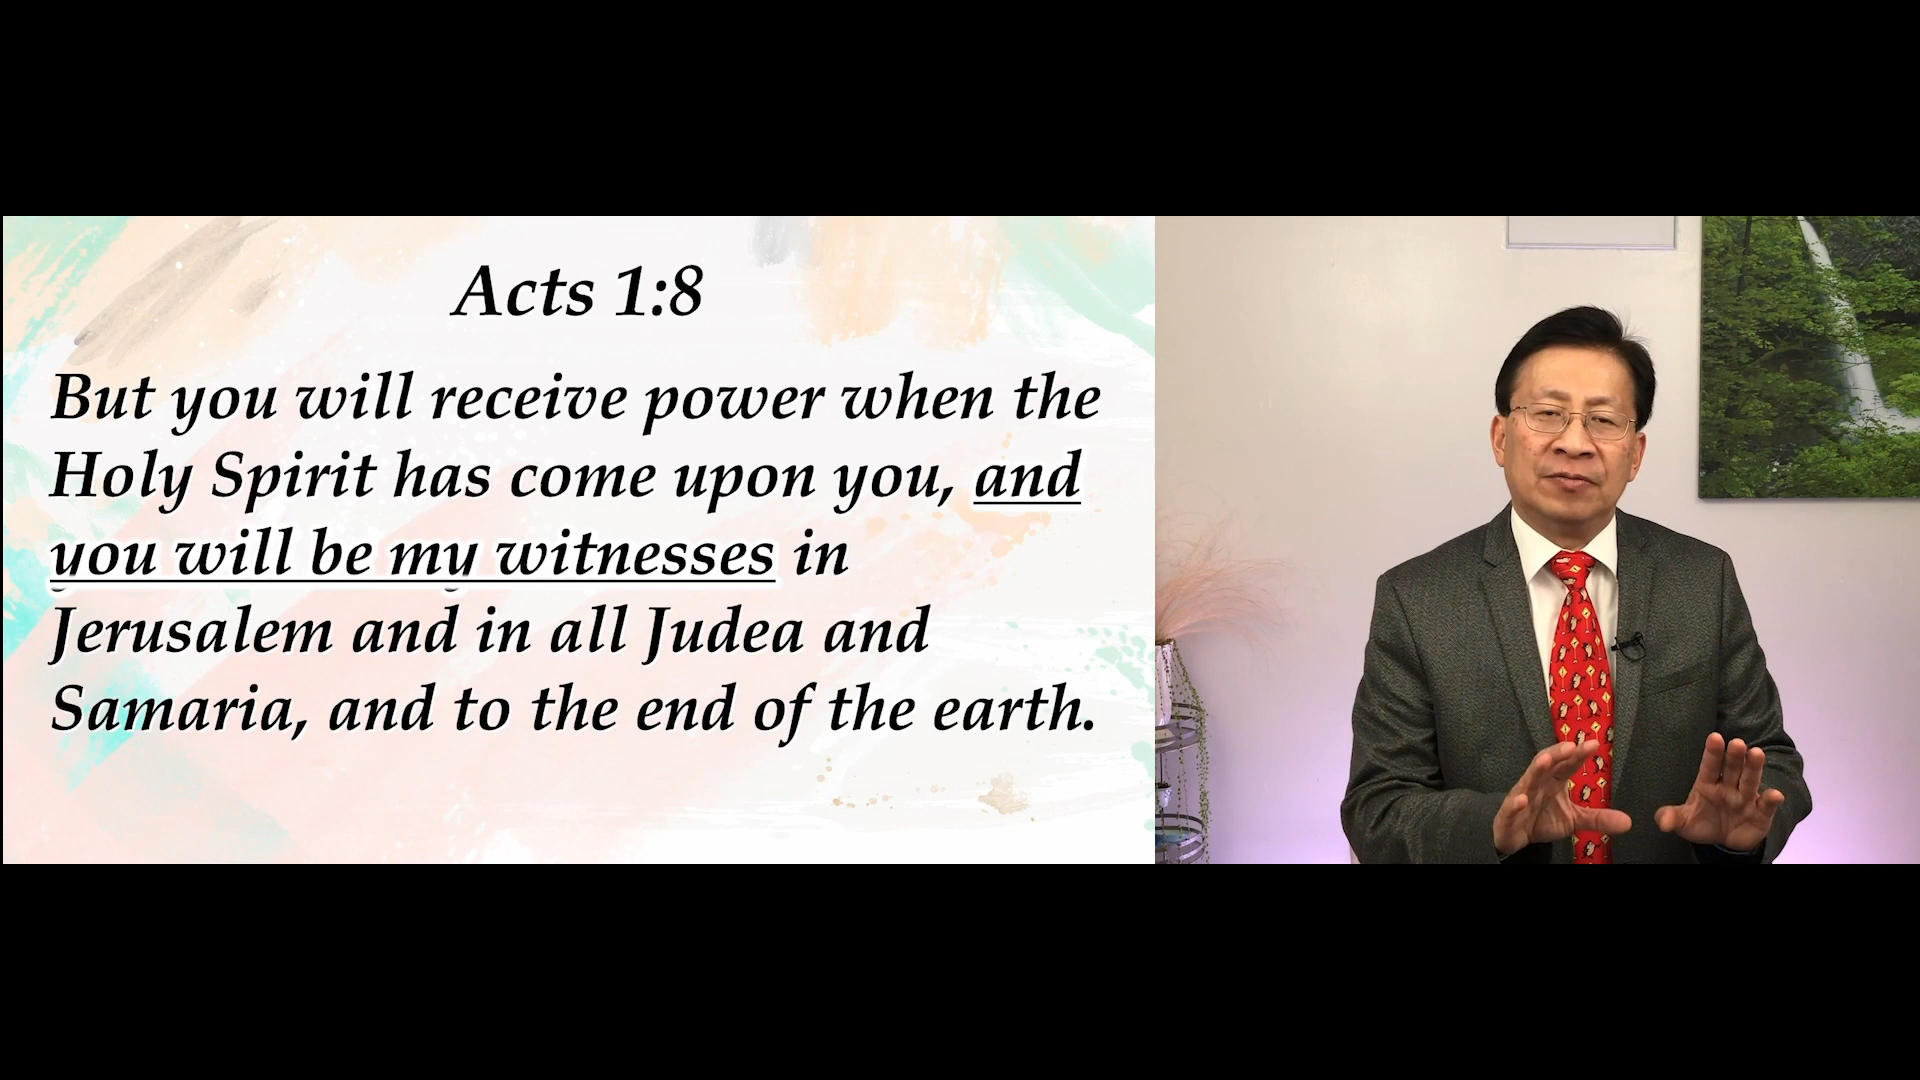 Acts 1:8
But you will receive power when the
Holy Spirit has come upon you, and
you will be my witnesses in
Jerusalem and in all Judea and
Samaria, and to the end of the earth.